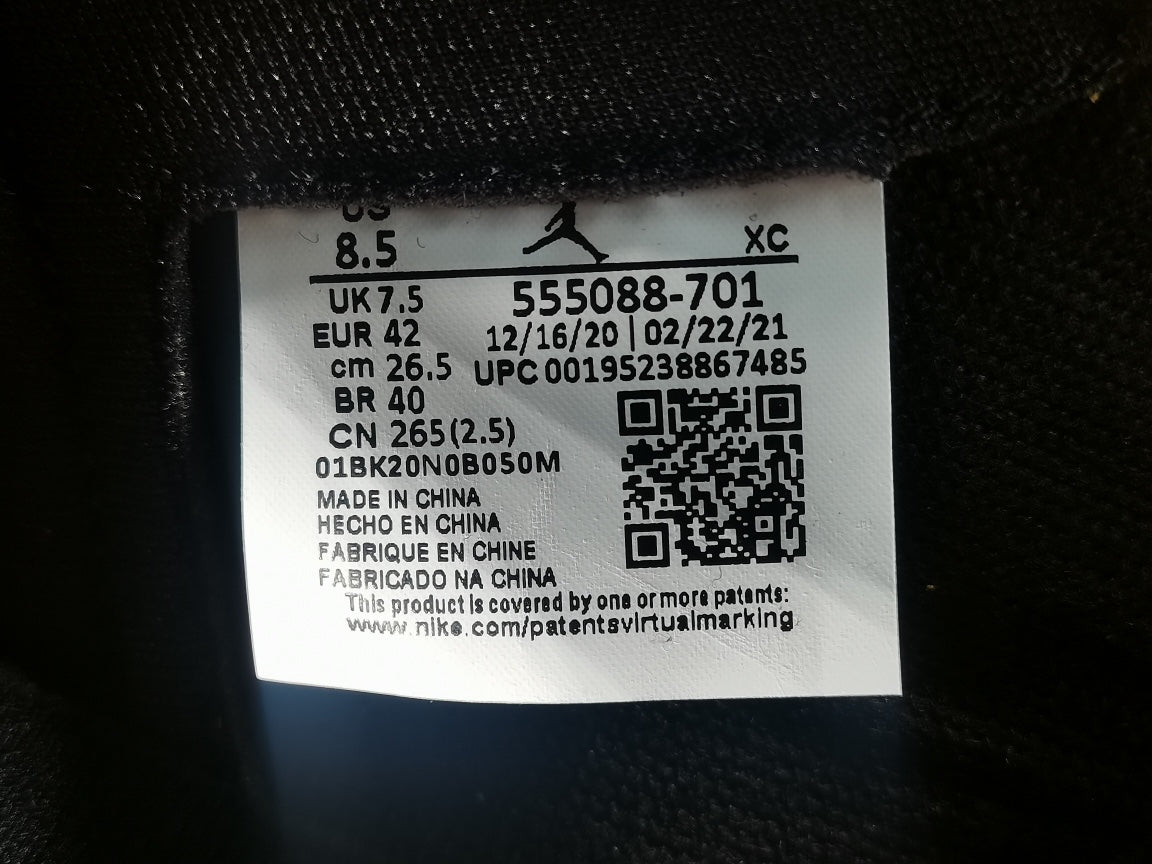 US
8.5
XC
UK 7.5
555088-701
EUR 42
12/16/20 | 02/22/21
cm 26.5
UPC 00195238867485
BR 40
CN 265(2.5)
01BK20N0B050M
MADE IN CHINA
HECHO EN CHINA
FABRIQUE EN CHINE
FABRICADO NA CHINA
This product is covered by one or more patents:
www.nike.com/patentsvirtualmarking